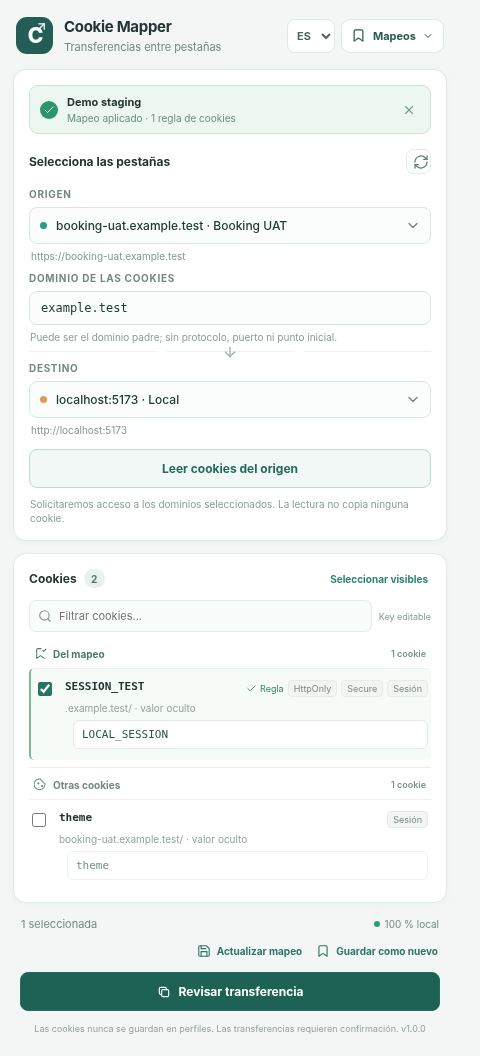 C
Cookie Mapper
Transferencias entre pestañas
ES
Mapeos
Demo staging
Mapeo aplicado · 1 regla de cookies
Selecciona las pestañas
ORIGEN
booking-uat.example.test · Booking UAT
https://booking-uat.example.test
DOMINIO DE LAS COOKIES
example.test
Puede ser el dominio padre; sin protocolo, puerto ni punto inicial.
DESTINO
localhost:5173 · Local
http://localhost:5173
Leer cookies del origen
Solicitaremos acceso a los dominios seleccionados. La lectura no copia ninguna
cookie.
Cookies 2
Seleccionar visibles
Filtrar cookies...
Key editable
Del mapeo
1 cookie
SESSION_TEST
Regla HttpOnly Secure Sesión
.example.test/ · valor oculto
LOCAL_SESSION
Otras cookies
1 cookie
theme
Sesión
booking-uat.example.test/ · valor oculto
theme
1 seleccionada
100 % local
Actualizar mapeo
Guardar como nuevo
Revisar transferencia
Las cookies nunca se guardan en perfiles. Las transferencias requieren confirmación. v1.0.0